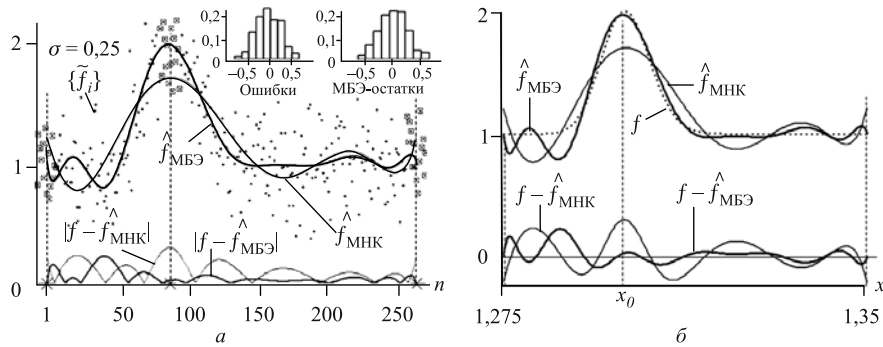 2
1
0
σ = 0,25
{f̃ᵢ}
0,2
0,1
0
–0,5 0 0,5
Ошибки
0,2
0,1
0
–0,5 0 0,5
МБЭ-остатки
f̂МБЭ
f̂МНК
|f – f̂МНК|
|f – f̂МБЭ|
1 50 100 150 200 250 n
а
2
1
0
f̂МБЭ
f̂МНК
f
f – f̂МНК
f – f̂МБЭ
x₀
x
1,275 1,35
б